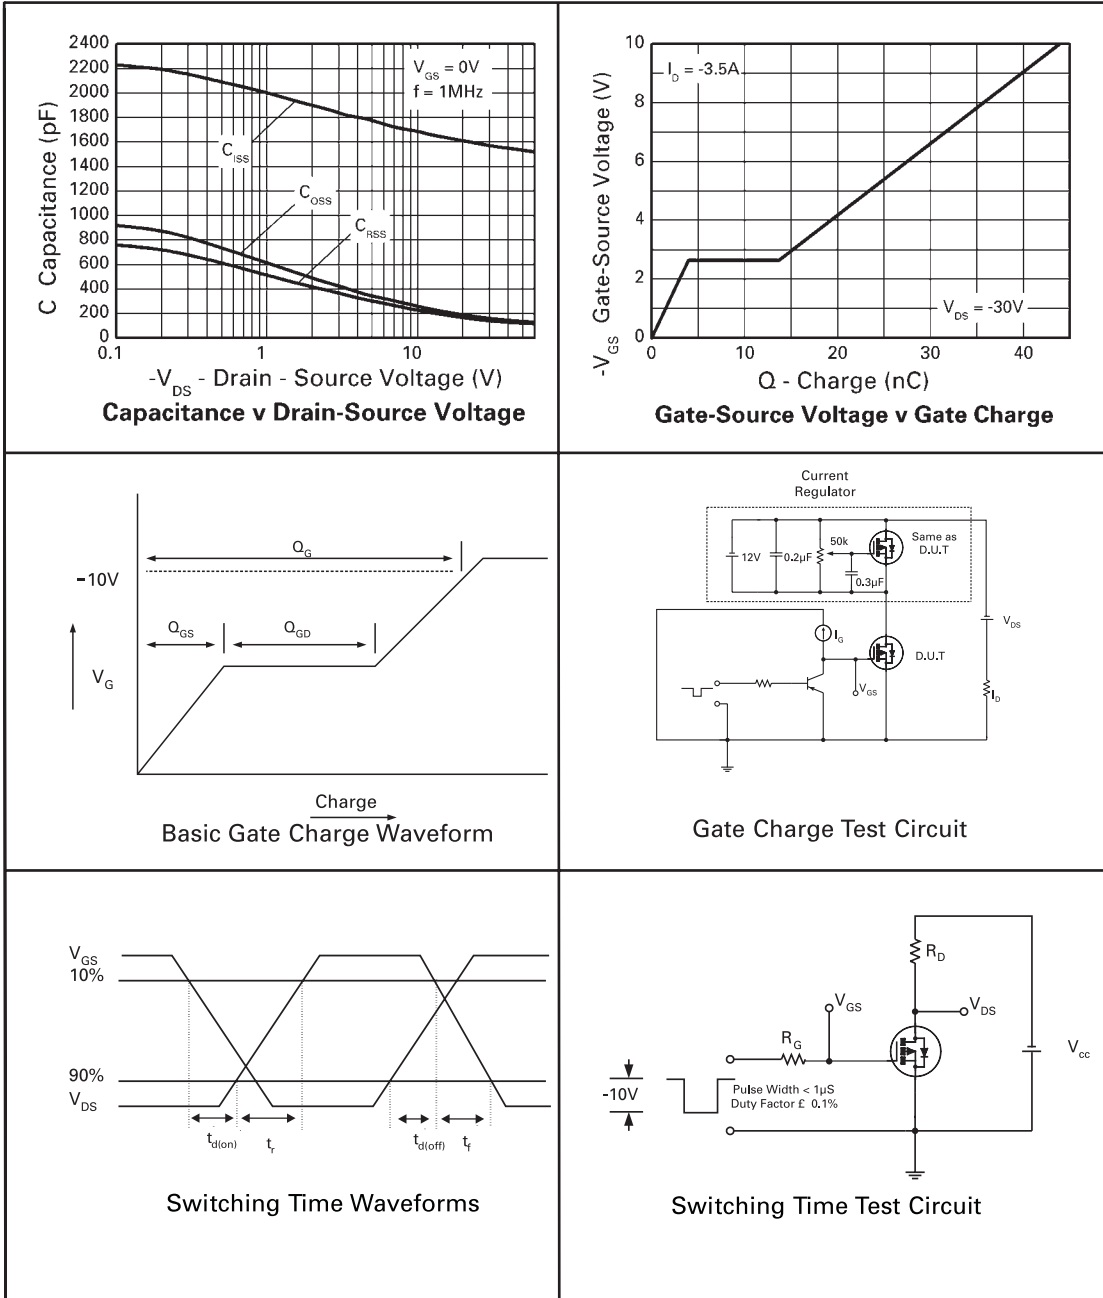 2400
2200
2000
1800
1600
1400
1200
1000
800
600
400
200
0
C Capacitance (pF)
V_GS = 0V
f = 1MHz
C_ISS
C_OSS
C_RSS
0.1
1
10
-V_DS - Drain - Source Voltage (V)
Capacitance v Drain-Source Voltage
10
8
6
4
2
0
-V_GS Gate-Source Voltage (V)
I_D = -3.5A
V_DS = -30V
0
10
20
30
40
Q - Charge (nC)
Gate-Source Voltage v Gate Charge
Q_G
-10V
Q_GS
Q_GD
V_G
Charge
Basic Gate Charge Waveform
Current
Regulator
12V
0.2µF
50k
0.3µF
Same as
D.U.T
I_G
D.U.T
V_GS
V_DS
I_D
Gate Charge Test Circuit
V_GS
10%
90%
V_DS
t_d(on)
t_r
t_d(off)
t_f
Switching Time Waveforms
R_D
V_GS
V_DS
R_G
V_cc
-10V
Pulse Width < 1µS
Duty Factor £ 0.1%
Switching Time Test Circuit